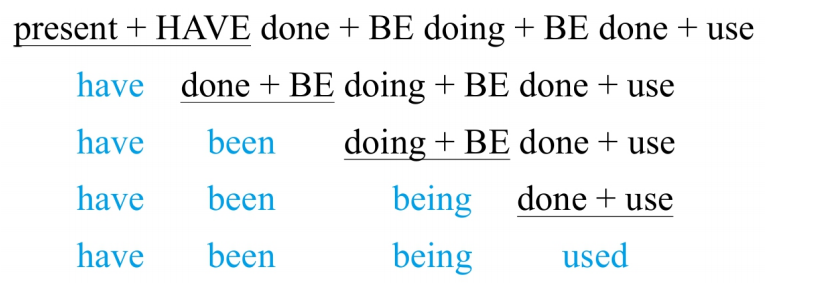 present + HAVE done + BE doing + BE done + use
have done + BE doing + BE done + use
have been doing + BE done + use
have been being done + use
have been being used